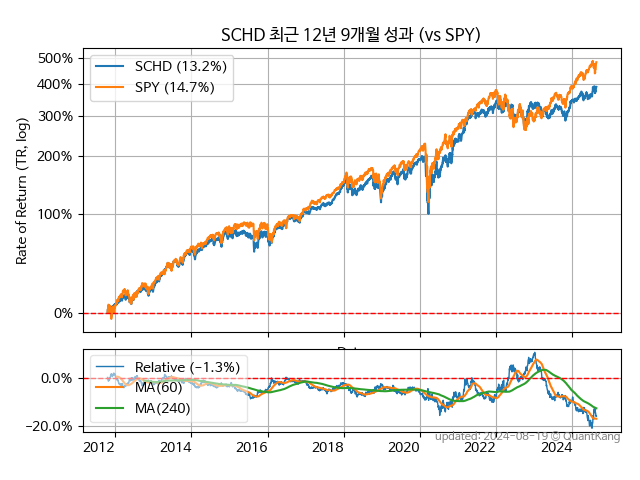 SCHD 최근 12년 9개월 성과 (vs SPY)
Rate of Return (TR, log)
500%
400%
300%
200%
100%
0%
SCHD (13.2%)
SPY (14.7%)
0.0%
−20.0%
Relative (−1.3%)
MA(60)
MA(240)
2012 2014 2016 2018 2020 2022 2024
updated: 2024-08-19 © QuantKang